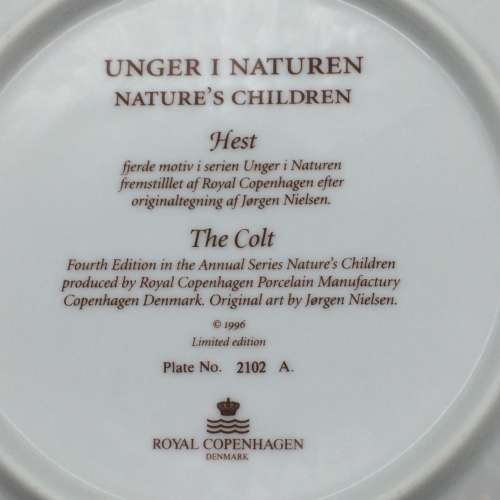 UNGER I NATUREN
NATURE'S CHILDREN
Hest
fjerde motiv i serien Unger i Naturen
fremstilllet af Royal Copenhagen efter
originaltegning af Jørgen Nielsen.
The Colt
Fourth Edition in the Annual Series Nature's Children
produced by Royal Copenhagen Porcelain Manufactury
Copenhagen Denmark. Original art by Jørgen Nielsen.
© 1996
Limited edition
Plate No. 2102 A.
ROYAL COPENHAGEN
DENMARK